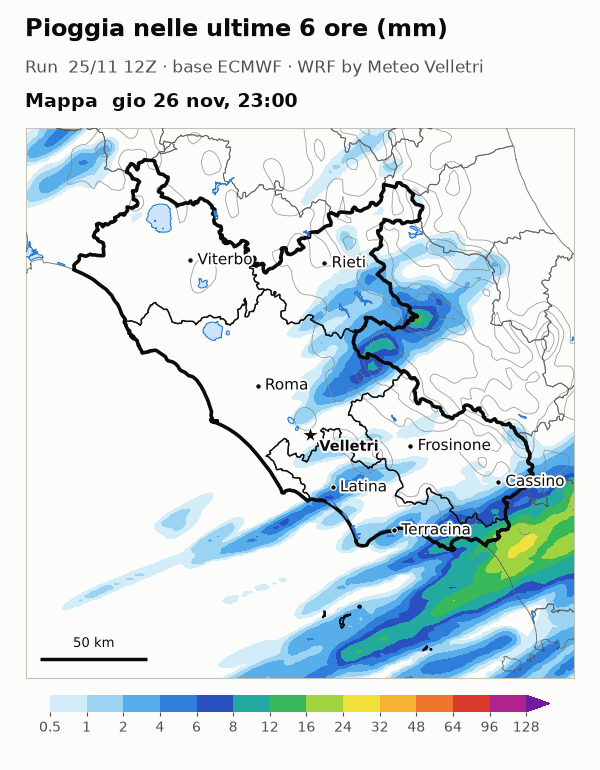 Pioggia nelle ultime 6 ore (mm)
Run  25/11 12Z · base ECMWF · WRF by Meteo Velletri
Mappa  gio 26 nov, 23:00
Viterbo
Rieti
Roma
Velletri
Frosinone
Latina
Cassino
Terracina
50 km
0.5 1 2 4 6 8 12 16 24 32 48 64 96 128